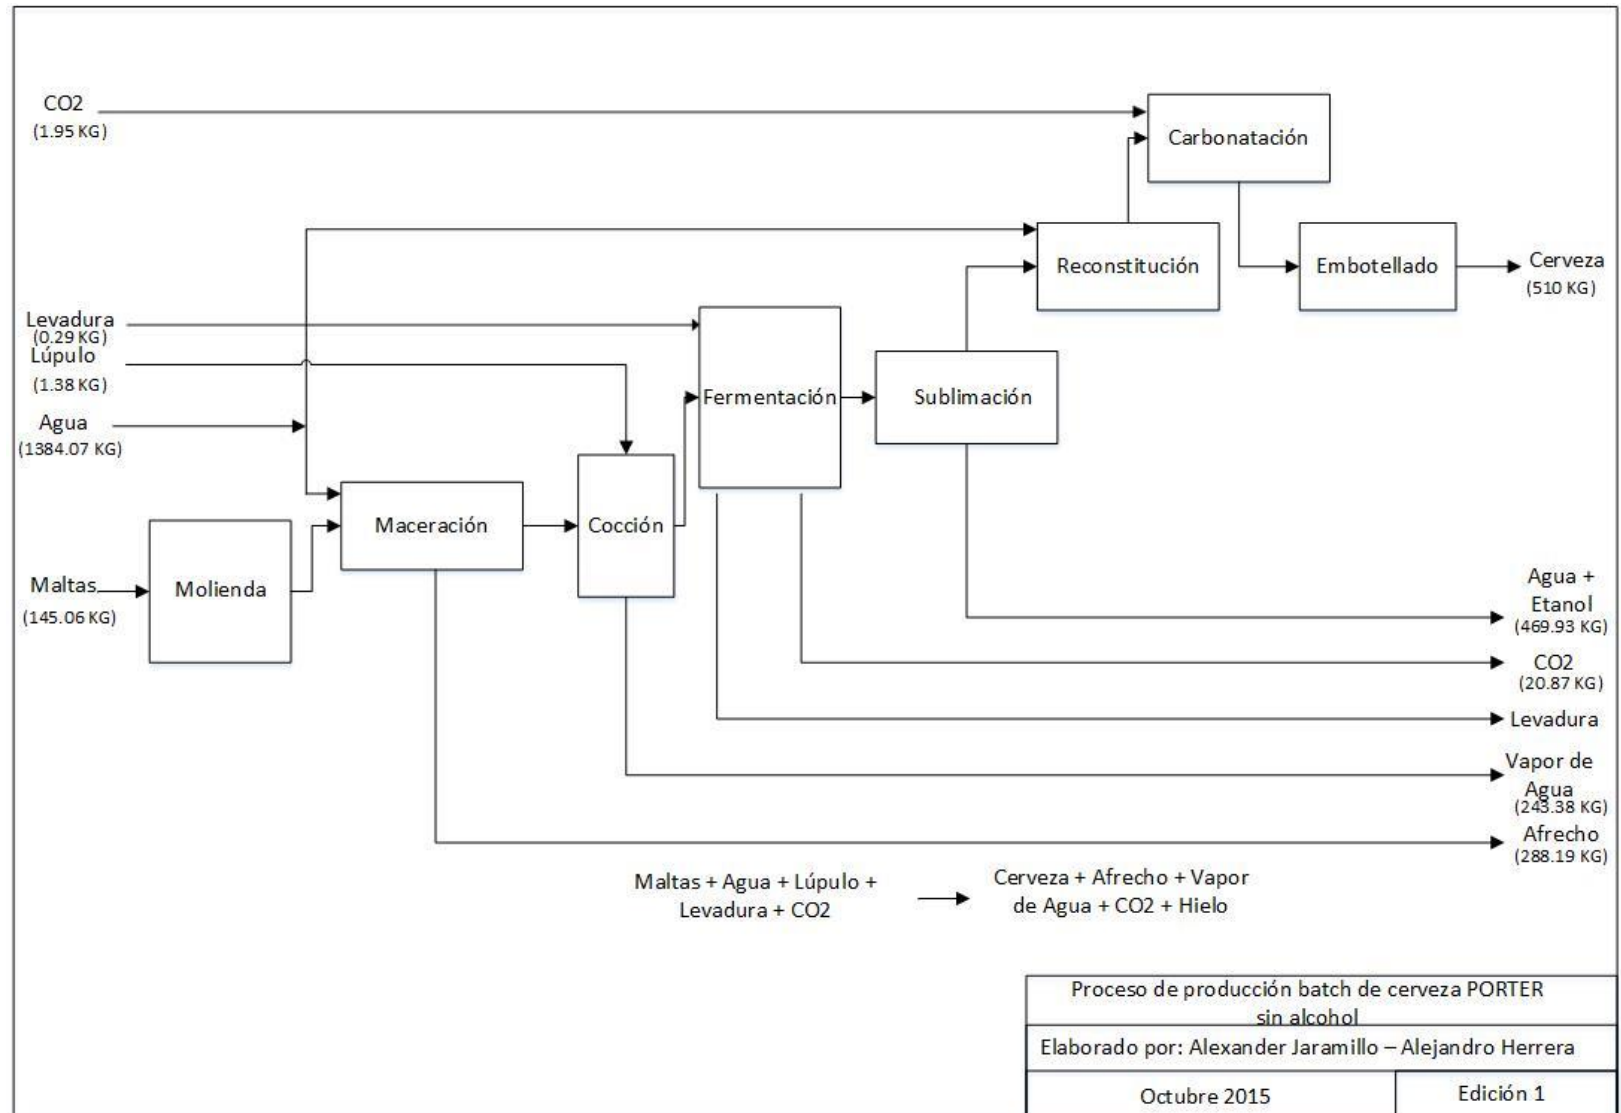 CO2
(1.95 KG)
Carbonatación
Reconstitución
Embotellado
Cerveza
(510 KG)
Levadura
(0.29 KG)
Lúpulo
(1.38 KG)
Agua
(1384.07 KG)
Fermentación
Sublimación
Maceración
Cocción
Maltas
(145.06 KG)
Molienda
Agua +
Etanol
(469.93 KG)
CO2
(20.87 KG)
Levadura
Vapor de
Agua
(243.38 KG)
Afrecho
(288.19 KG)
Maltas + Agua + Lúpulo +
Levadura + CO2
Cerveza + Afrecho + Vapor
de Agua + CO2 + Hielo
Proceso de producción batch de cerveza PORTER
sin alcohol
Elaborado por: Alexander Jaramillo – Alejandro Herrera
Octubre 2015
Edición 1